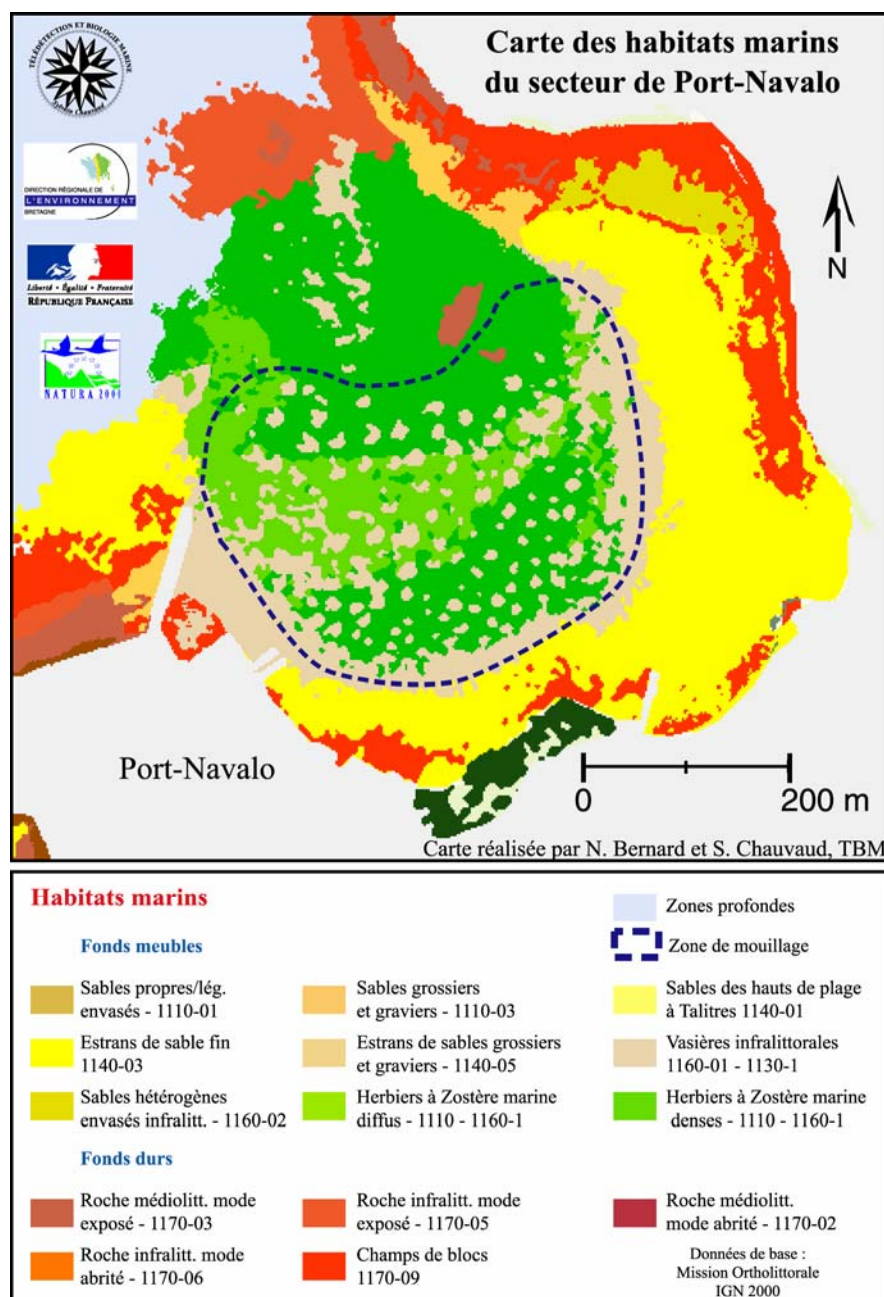 Carte des habitats marins
du secteur de Port-Navalo
TÉLÉDÉTECTION ET BIOLOGIE MARINE
Sylvain Chauvaud
DIRECTION RÉGIONALE DE
L'ENVIRONNEMENT
BRETAGNE
Liberté • Égalité • Fraternité
RÉPUBLIQUE FRANÇAISE
NATURA 2000
N
Port-Navalo
0 200 m
Carte réalisée par N. Bernard et S. Chauvaud, TBM
Habitats marins
Zones profondes
Zone de mouillage
Fonds meubles
Sables propres/lég.
envasés - 1110-01
Sables grossiers
et graviers - 1110-03
Sables des hauts de plage
à Talitres 1140-01
Estrans de sable fin
1140-03
Estrans de sables grossiers
et graviers - 1140-05
Vasières infralittorales
1160-01 - 1130-1
Sables hétérogènes
envasés infralitt. - 1160-02
Herbiers à Zostère marine
diffus - 1110 - 1160-1
Herbiers à Zostère marine
denses - 1110 - 1160-1
Fonds durs
Roche médiolitt. mode
exposé - 1170-03
Roche infralitt. mode
exposé - 1170-05
Roche médiolitt.
mode abrité - 1170-02
Roche infralitt. mode
abrité - 1170-06
Champs de blocs
1170-09
Données de base :
Mission Ortholittorale
IGN 2000